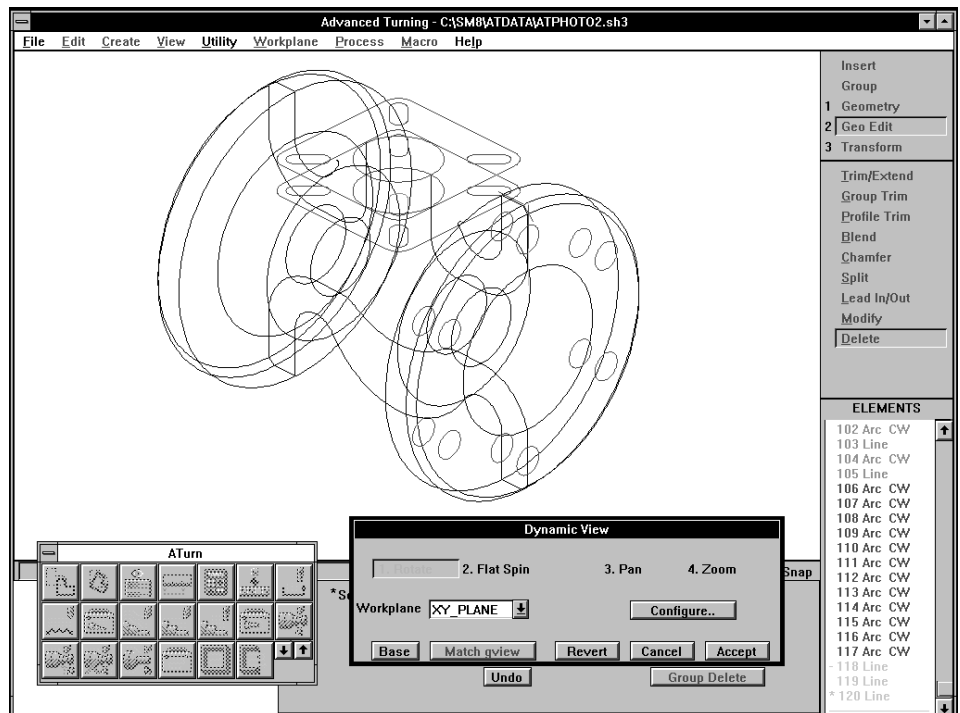 Advanced Turning - C:\SM8\ATDATA\ATPHOTO2.sh3
File Edit Create View Utility Workplane Process Macro Help
Insert
Group
1 Geometry
2 Geo Edit
3 Transform
Trim/Extend
Group Trim
Profile Trim
Blend
Chamfer
Split
Lead In/Out
Modify
Delete
ELEMENTS
102 Arc CW
103 Line
104 Arc CW
105 Line
106 Arc CW
107 Arc CW
108 Arc CW
109 Arc CW
110 Arc CW
111 Arc CW
112 Arc CW
113 Arc CW
114 Arc CW
115 Arc CW
116 Arc CW
117 Arc CW
- 118 Line
119 Line
* 120 Line
ATurn
Dynamic View
1. Rotate 2. Flat Spin 3. Pan 4. Zoom
Snap
Workplane XY_PLANE Configure..
Base Match gview Revert Cancel Accept
Undo Group Delete